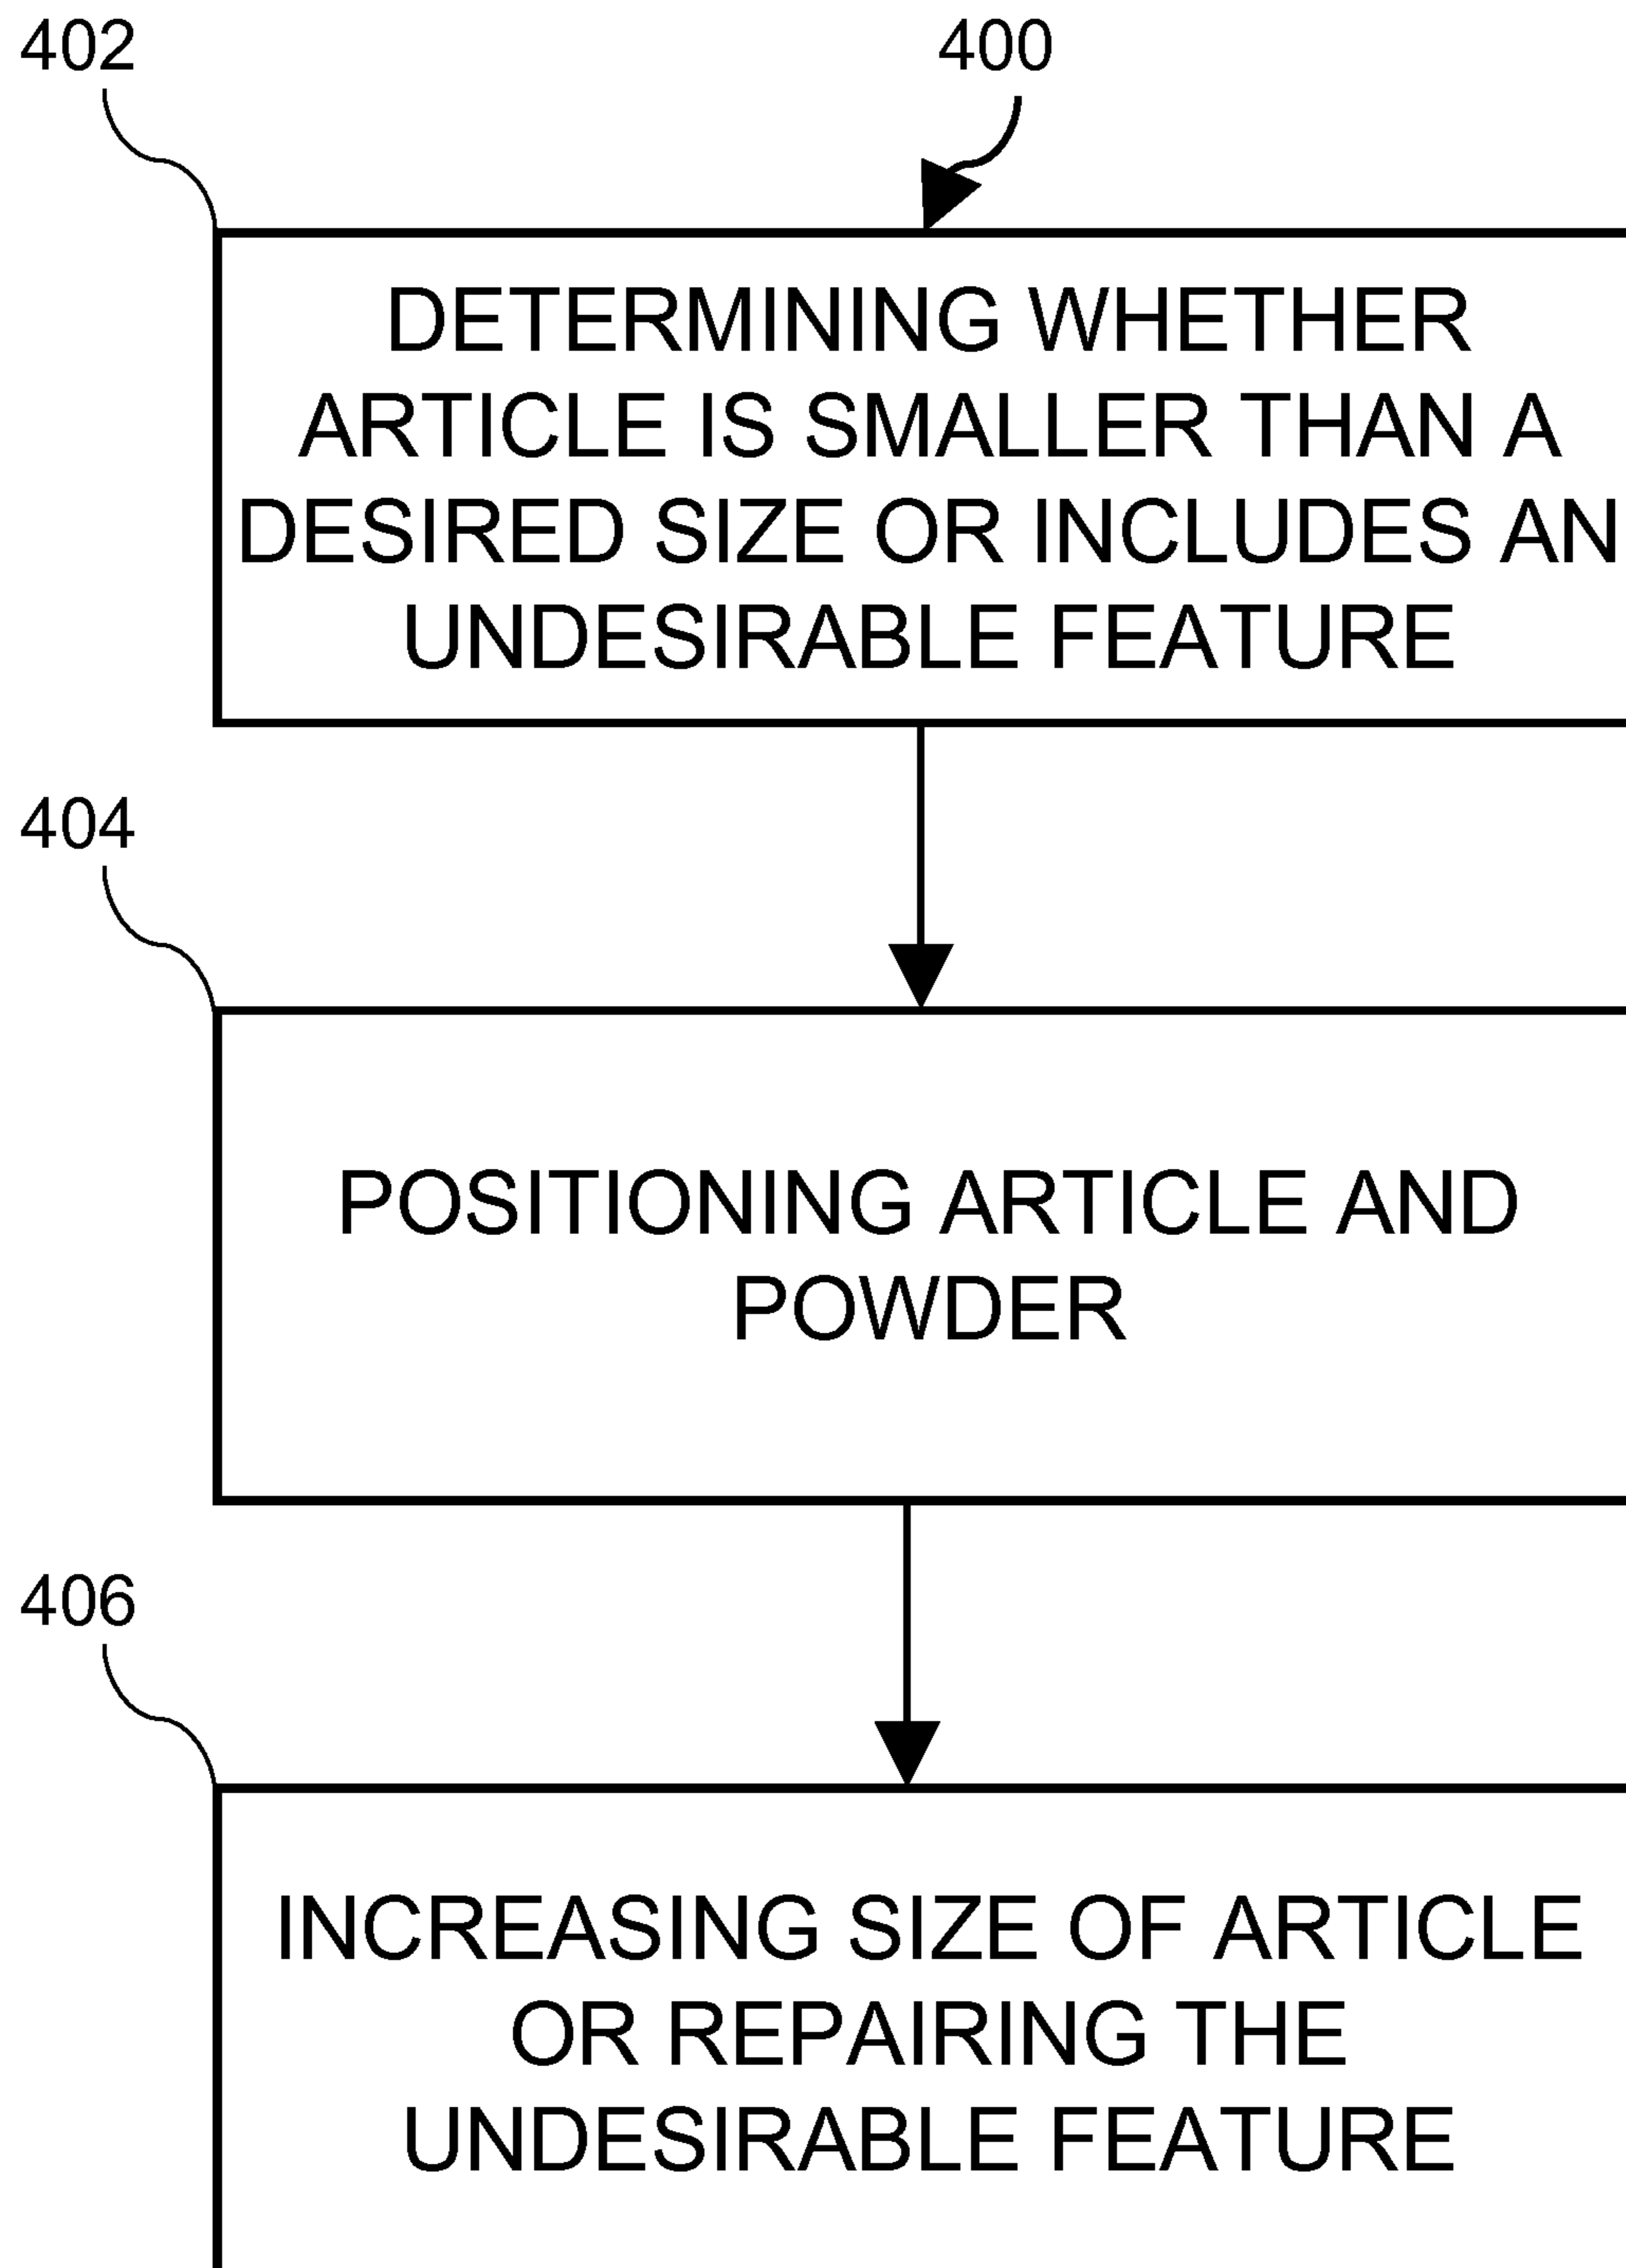 402
400
DETERMINING WHETHER
ARTICLE IS SMALLER THAN A
DESIRED SIZE OR INCLUDES AN
UNDESIRABLE FEATURE
404
POSITIONING ARTICLE AND
POWDER
406
INCREASING SIZE OF ARTICLE
OR REPAIRING THE
UNDESIRABLE FEATURE